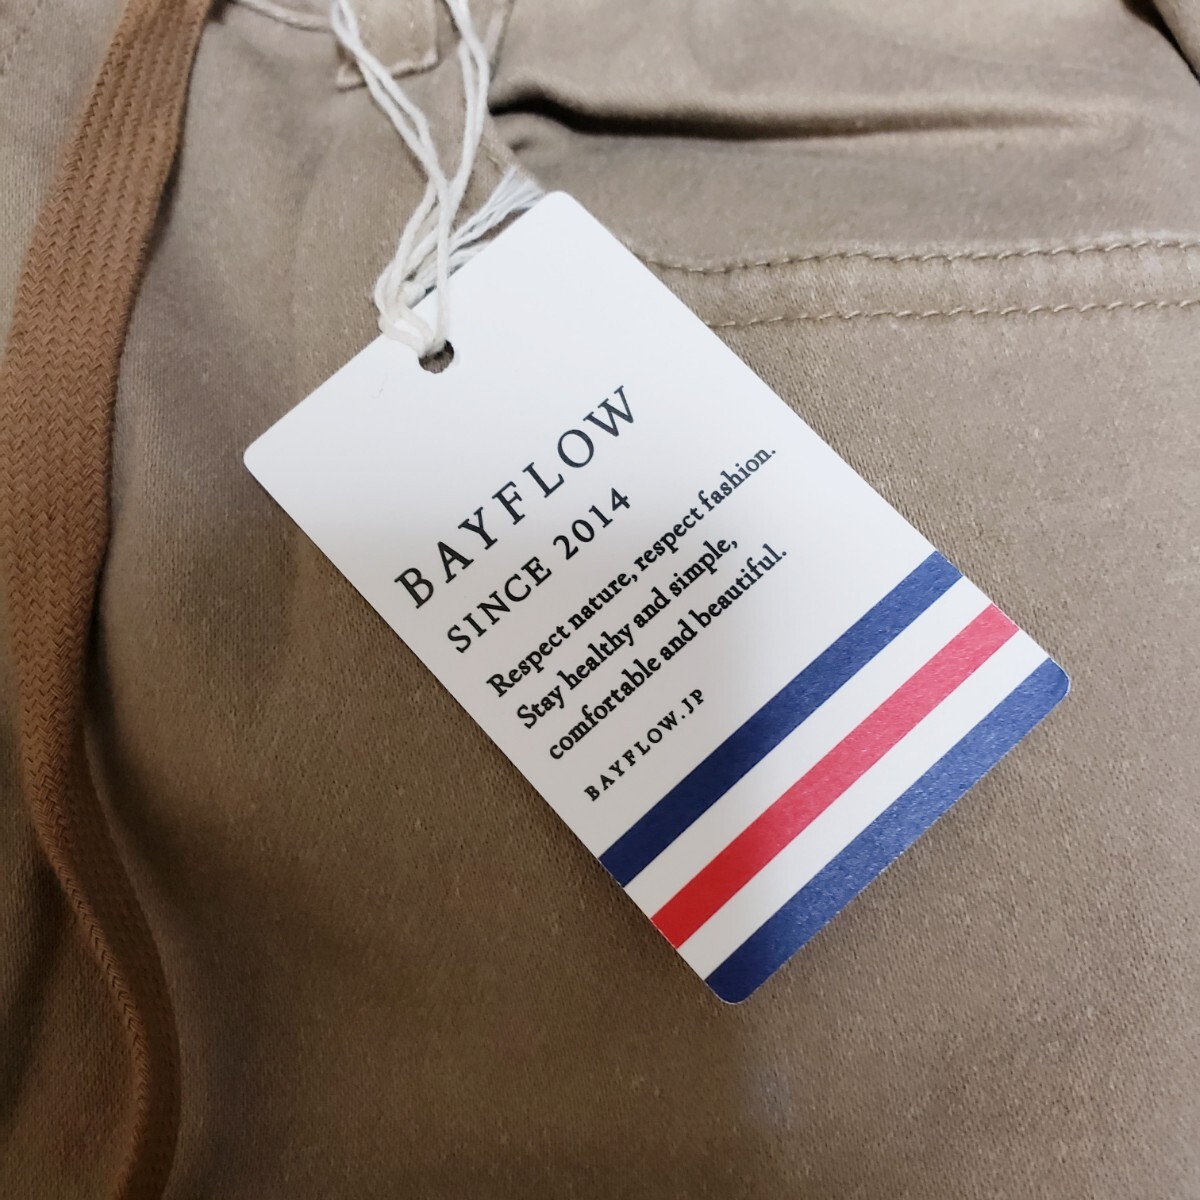 BAYFLOW
SINCE 2014
Respect nature, respect fashion.
Stay healthy and simple,
comfortable and beautiful.
BAYFLOW.JP